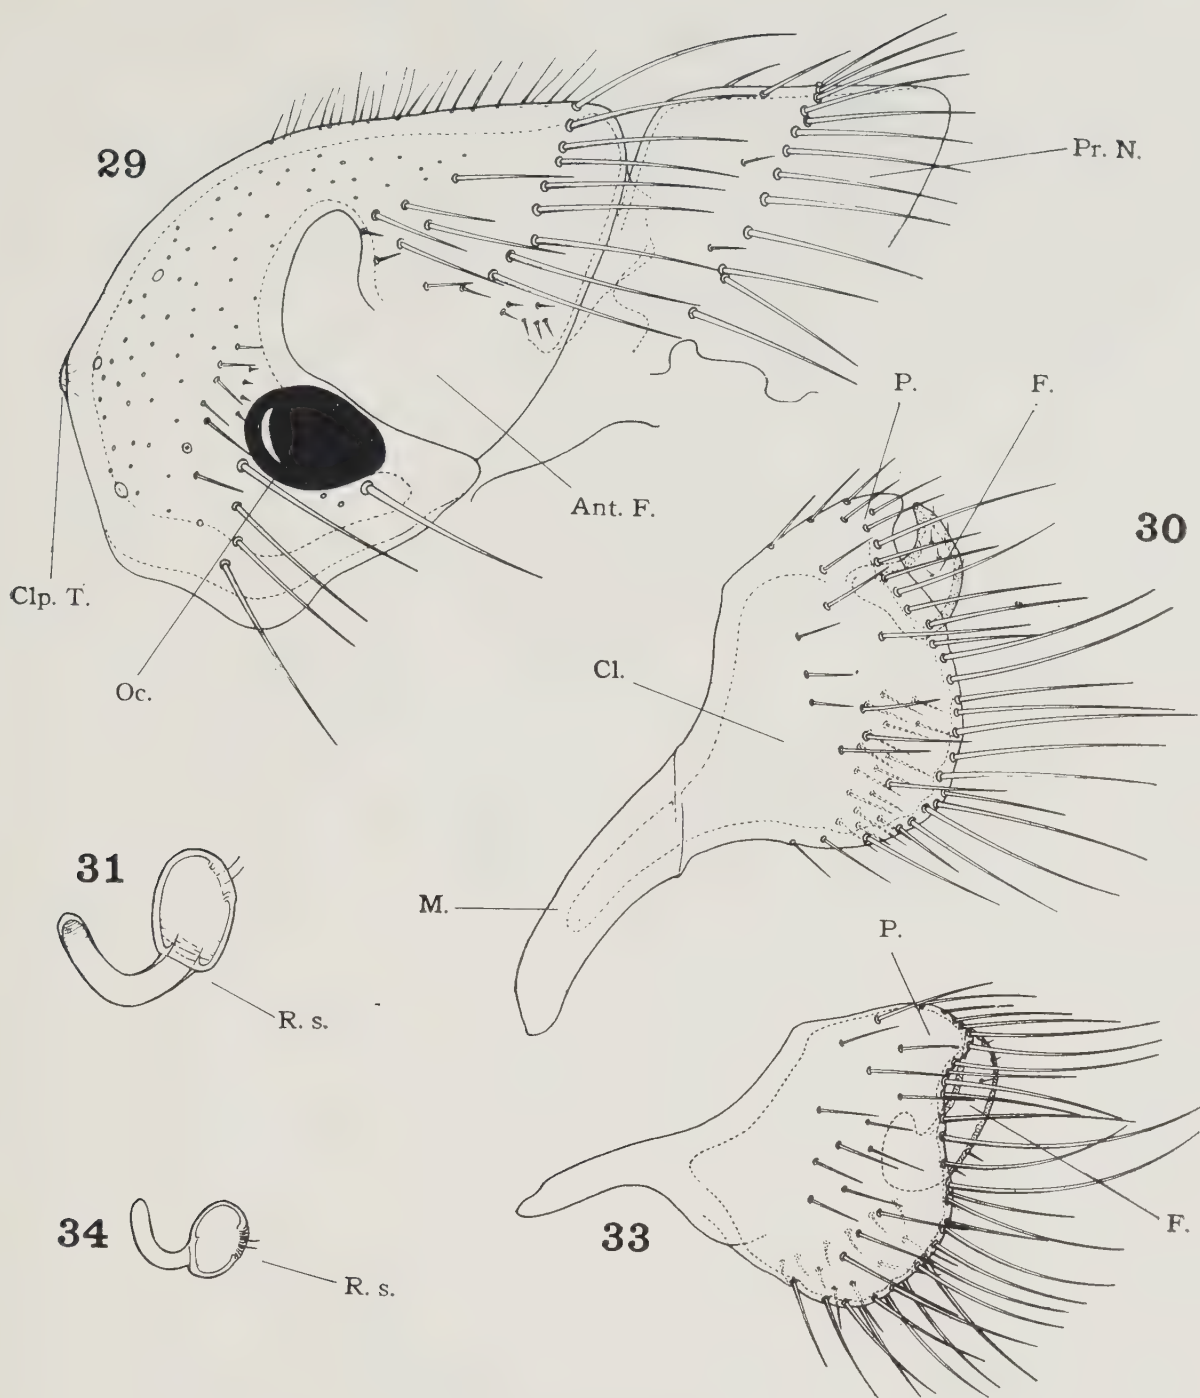 29
Pr. N.
P.
F.
Ant. F.
30
Clp. T.
Oc.
Cl.
31
M.
P.
R. s.
34
33
F.
R. s.